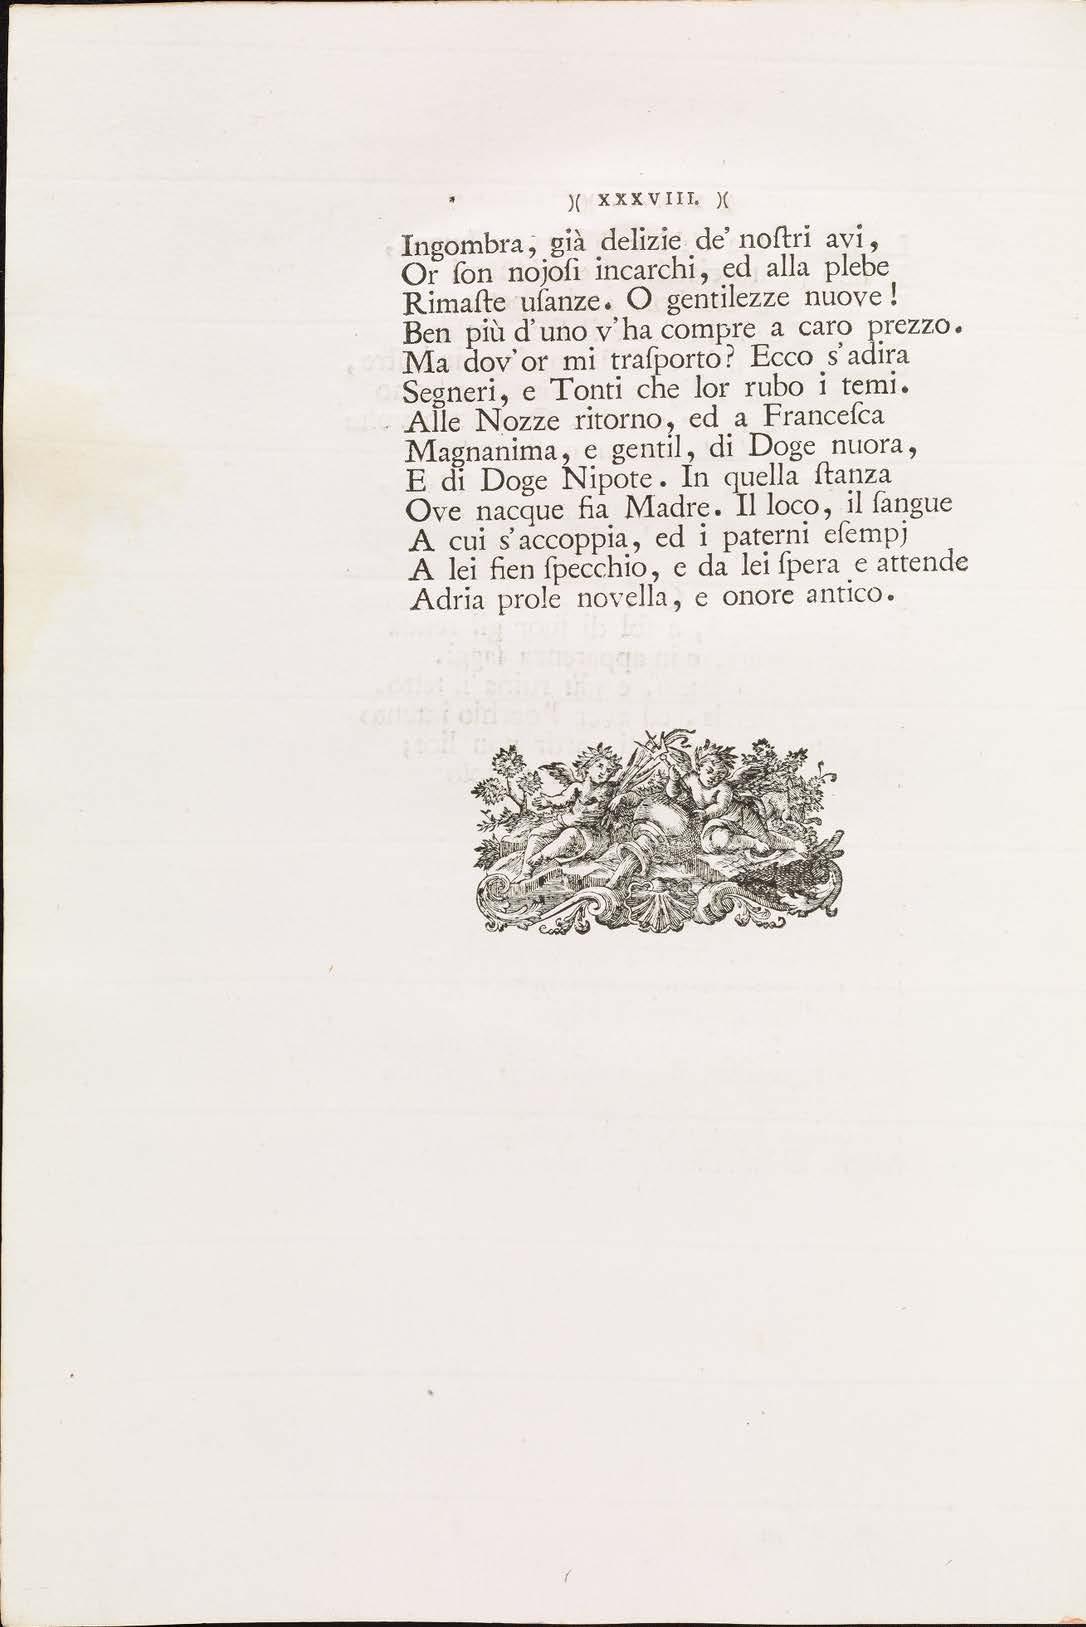 )( XXXVIII. )(
Ingombra, già delizie de' noſtri avi,
Or ſon nojoſi incarchi, ed alla plebe
Rimaſte uſanze. O gentilezze nuove!
Ben più d'uno v'ha compre a caro prezzo.
Ma dov'or mi traſporto? Ecco s'adira
Segneri, e Tonti che lor rubo i temi.
Alle Nozze ritorno, ed a Franceſca
Magnanima, e gentil, di Doge nuora,
E di Doge Nipote. In quella ſtanza
Ove nacque fia Madre. Il loco, il ſangue
A cui s'accoppia, ed i paterni eſempj
A lei fien ſpecchio, e da lei ſpera e attende
Adria prole novella, e onore antico.